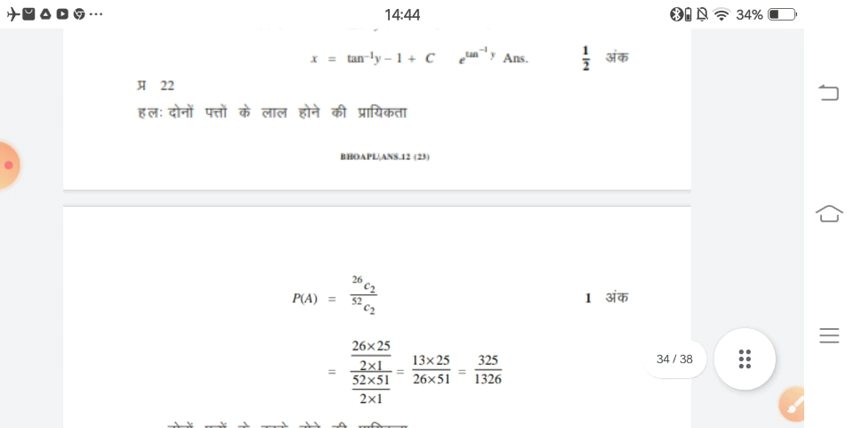 14:44
34%
x = tan⁻¹y – 1 + C e^(tan⁻¹ y) Ans. 1/2 अंक
प्र 22
हलः दोनों पत्तों के लाल होने की प्रायिकता
BHOAPL/ANS.12 (23)
P(A) = ²⁶c₂ / ⁵²c₂ 1 अंक
= (26×25 / 2×1) / (52×51 / 2×1) = 13×25 / 26×51 = 325 / 1326
34 / 38